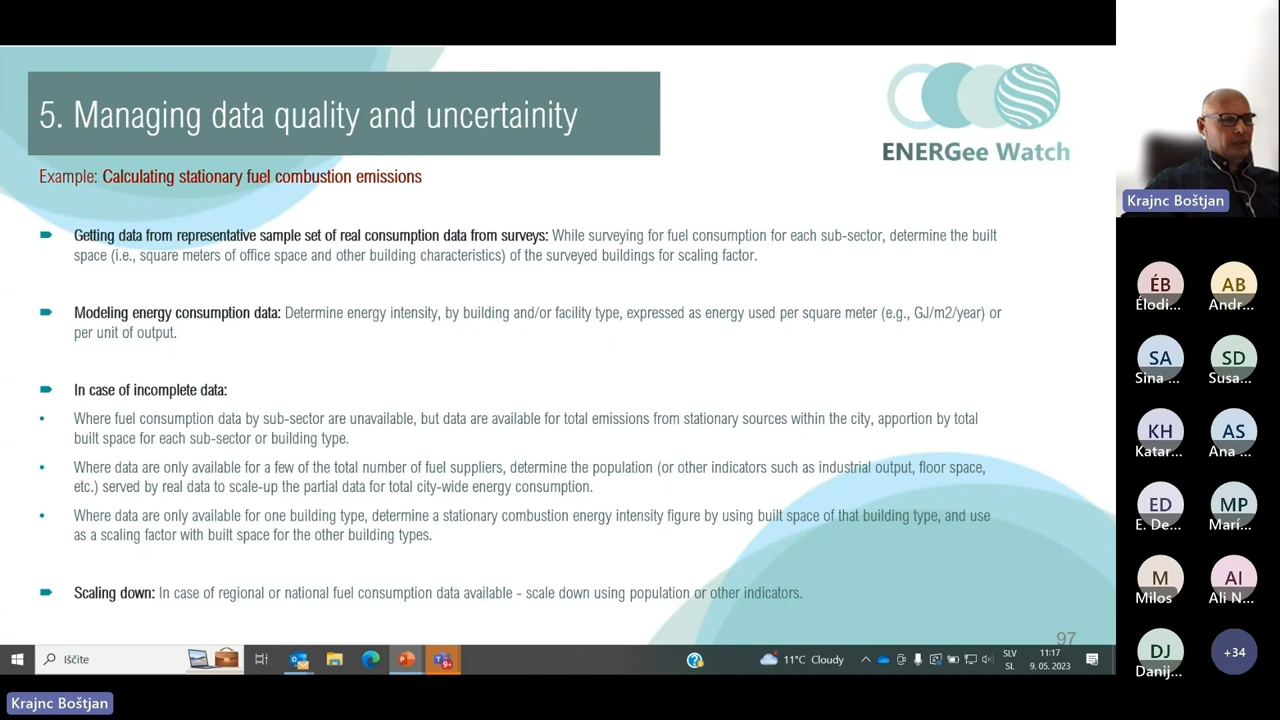 5. Managing data quality and uncertainity
ENERGee Watch
Example: Calculating stationary fuel combustion emissions
Getting data from representative sample set of real consumption data from surveys: While surveying for fuel consumption for each sub-sector, determine the built
space (i.e., square meters of office space and other building characteristics) of the surveyed buildings for scaling factor.
Modeling energy consumption data: Determine energy intensity, by building and/or facility type, expressed as energy used per square meter (e.g., GJ/m2/year) or
per unit of output.
In case of incomplete data:
Where fuel consumption data by sub-sector are unavailable, but data are available for total emissions from stationary sources within the city, apportion by total
built space for each sub-sector or building type.
Where data are only available for a few of the total number of fuel suppliers, determine the population (or other indicators such as industrial output, floor space,
etc.) served by real data to scale-up the partial data for total city-wide energy consumption.
Where data are only available for one building type, determine a stationary combustion energy intensity figure by using built space of that building type, and use
as a scaling factor with built space for the other building types.
Scaling down: In case of regional or national fuel consumption data available - scale down using population or other indicators.
97
Iščite
9+
11°C Cloudy
SLV
SL
11:17
9. 05. 2023
Krajnc Boštjan
Krajnc Boštjan
ÉB
Élodi...
AB
Andr...
SA
Sina ...
SD
Susa...
KH
Katar...
AS
Ana ...
ED
E. De...
MP
Marí...
M
Milos
AI
Ali N...
DJ
Danij...
+34